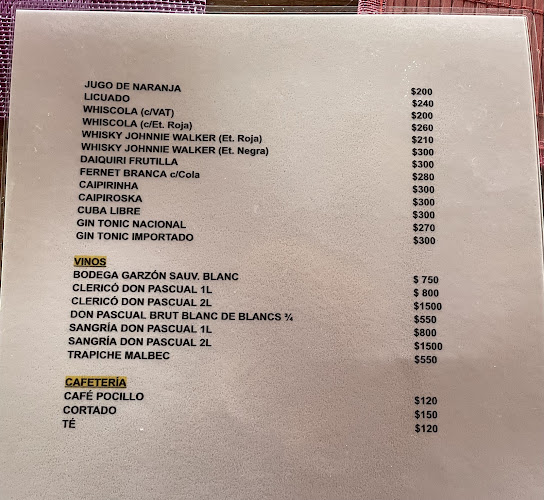 JUGO DE NARANJA $200
LICUADO $240
WHISCOLA (c/VAT) $200
WHISCOLA (c/Et. Roja) $260
WHISKY JOHNNIE WALKER (Et. Roja) $210
WHISKY JOHNNIE WALKER (Et. Negra) $300
DAIQUIRI FRUTILLA $300
FERNET BRANCA c/Cola $280
CAIPIRINHA $300
CAIPIROSKA $300
CUBA LIBRE $300
GIN TONIC NACIONAL $270
GIN TONIC IMPORTADO $300
VINOS
BODEGA GARZÓN SAUV. BLANC $ 750
CLERICÓ DON PASCUAL 1L $ 800
CLERICÓ DON PASCUAL 2L $1500
DON PASCUAL BRUT BLANC DE BLANCS ¾ $550
SANGRÍA DON PASCUAL 1L $800
SANGRÍA DON PASCUAL 2L $1500
TRAPICHE MALBEC $550
CAFETERÍA
CAFÉ POCILLO $120
CORTADO $150
TÉ $120